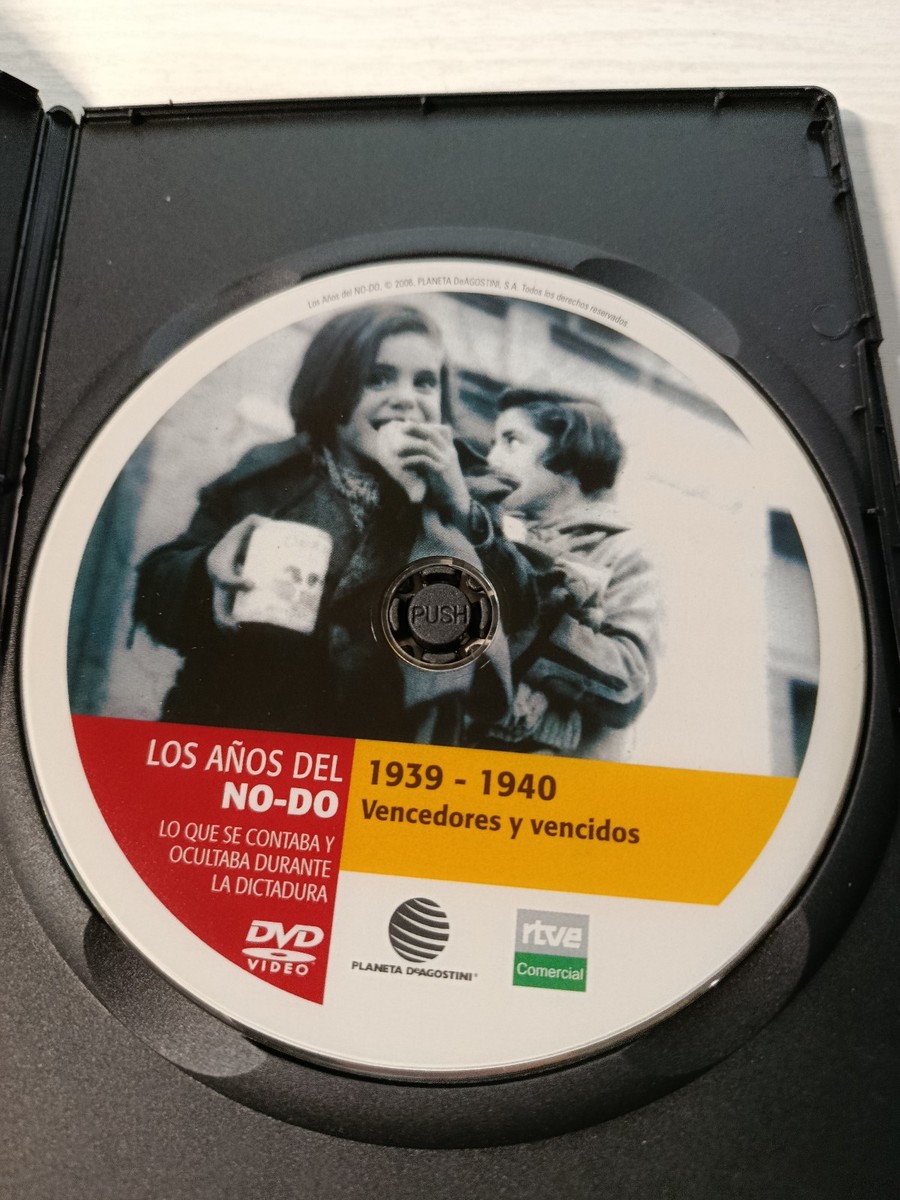 Los Años del NO-DO. © 2008, PLANETA DeAGOSTINI, S.A. Todos los derechos reservados.
PUSH
LOS AÑOS DEL
NO-DO
LO QUE SE CONTABA Y
OCULTABA DURANTE
LA DICTADURA
DVD
VIDEO
1939 - 1940
Vencedores y vencidos
PLANETA DeAGOSTINI®
rtve
Comercial